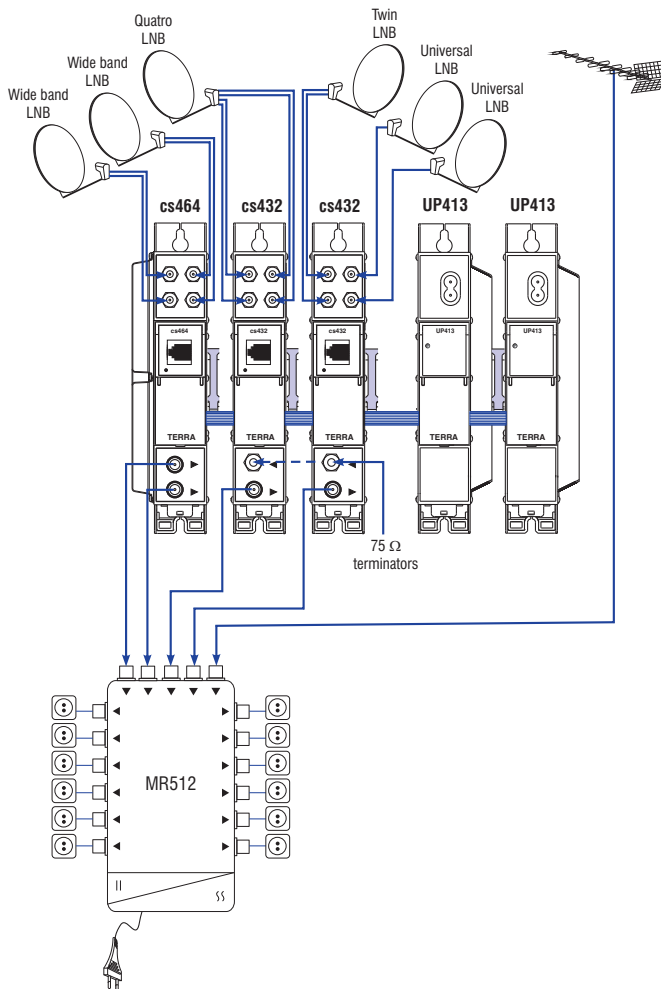 Quatro
LNB
Twin
LNB
Wide band
LNB
Universal
LNB
Wide band
LNB
Universal
LNB
cs464
cs432
cs432
UP413
UP413
cs464
cs432
cs432
UP413
UP413
TERRA
TERRA
TERRA
TERRA
TERRA
75 Ω
terminators
MR512